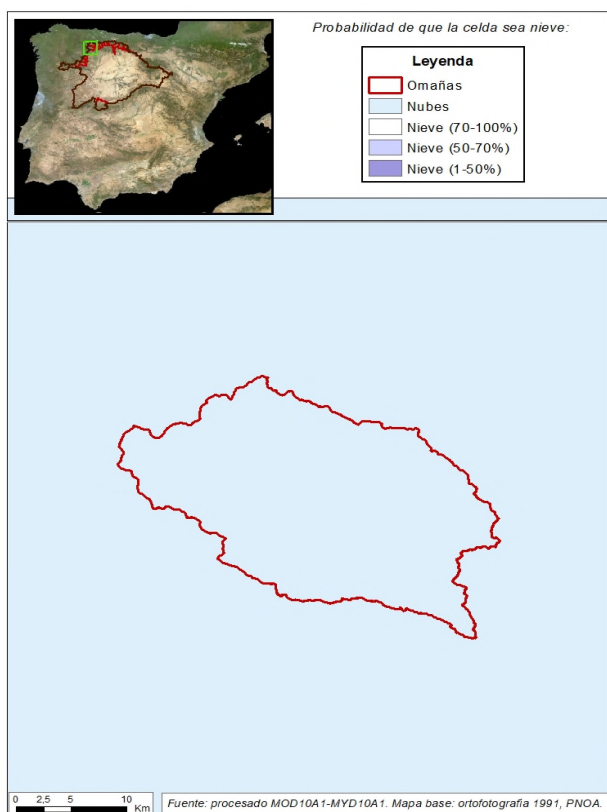 Probabilidad de que la celda sea nieve:
Leyenda
Omañas
Nubes
Nieve (70-100%)
Nieve (50-70%)
Nieve (1-50%)
0 2,5 5 10
Km
Fuente: procesado MOD10A1-MYD10A1. Mapa base: ortofotografia 1991, PNOA